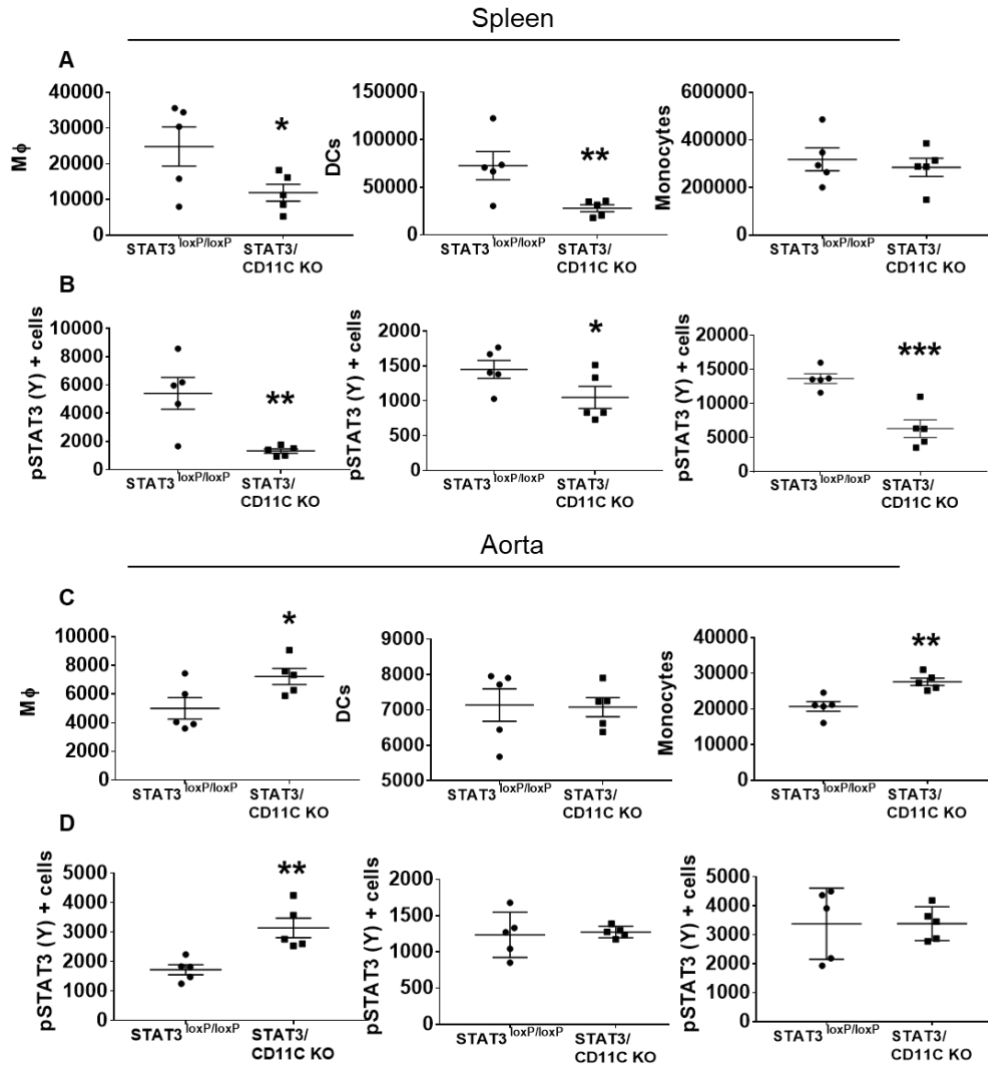 Spleen
A
Mϕ
40000
30000
20000
10000
0
*
STAT3 loxP/loxP
STAT3/
CD11C KO
DCs
150000
100000
50000
0
**
STAT3 loxP/loxP
STAT3/
CD11C KO
Monocytes
600000
400000
200000
0
STAT3 loxP/loxP
STAT3/
CD11C KO
B
pSTAT3 (Y) + cells
10000
8000
6000
4000
2000
0
**
STAT3 loxP/loxP
STAT3/
CD11C KO
pSTAT3 (Y) + cells
2000
1500
1000
500
0
*
STAT3 loxP/loxP
STAT3/
CD11C KO
pSTAT3 (Y) + cells
20000
15000
10000
5000
0
***
STAT3 loxP/loxP
STAT3/
CD11C KO
Aorta
C
Mϕ
10000
8000
6000
4000
2000
0
*
STAT3 loxP/loxP
STAT3/
CD11C KO
DCs
9000
8000
7000
6000
5000
STAT3 loxP/loxP
STAT3/
CD11C KO
Monocytes
40000
30000
20000
10000
0
**
STAT3 loxP/loxP
STAT3/
CD11C KO
D
pSTAT3 (Y) + cells
5000
4000
3000
2000
1000
0
**
STAT3 loxP/loxP
STAT3/
CD11C KO
pSTAT3 (Y) + cells
2000
1500
1000
500
0
STAT3 loxP/loxP
STAT3/
CD11C KO
pSTAT3 (Y) + cells
5000
4000
3000
2000
1000
0
STAT3 loxP/loxP
STAT3/
CD11C KO